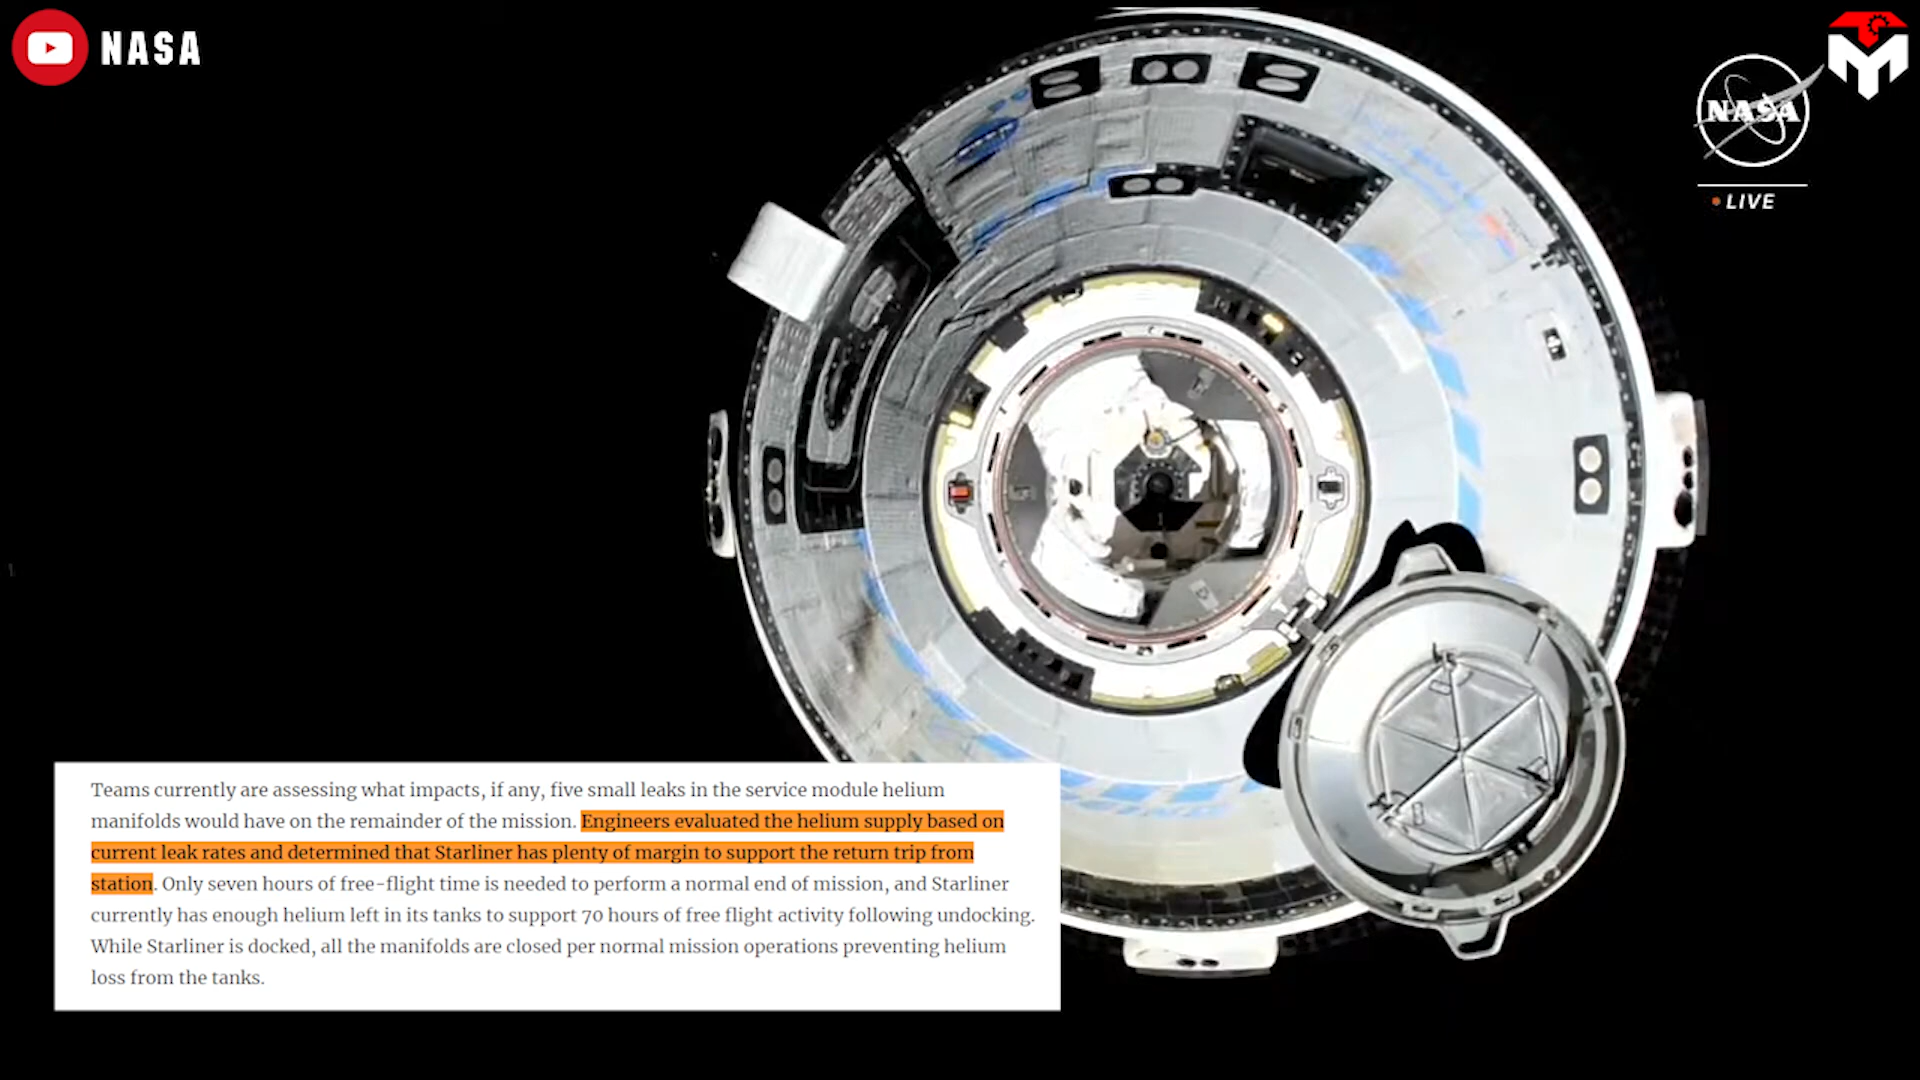 NASA
NASA
LIVE
Teams currently are assessing what impacts, if any, five small leaks in the service module helium
manifolds would have on the remainder of the mission. Engineers evaluated the helium supply based on
current leak rates and determined that Starliner has plenty of margin to support the return trip from
station. Only seven hours of free-flight time is needed to perform a normal end of mission, and Starliner
currently has enough helium left in its tanks to support 70 hours of free flight activity following undocking.
While Starliner is docked, all the manifolds are closed per normal mission operations preventing helium
loss from the tanks.